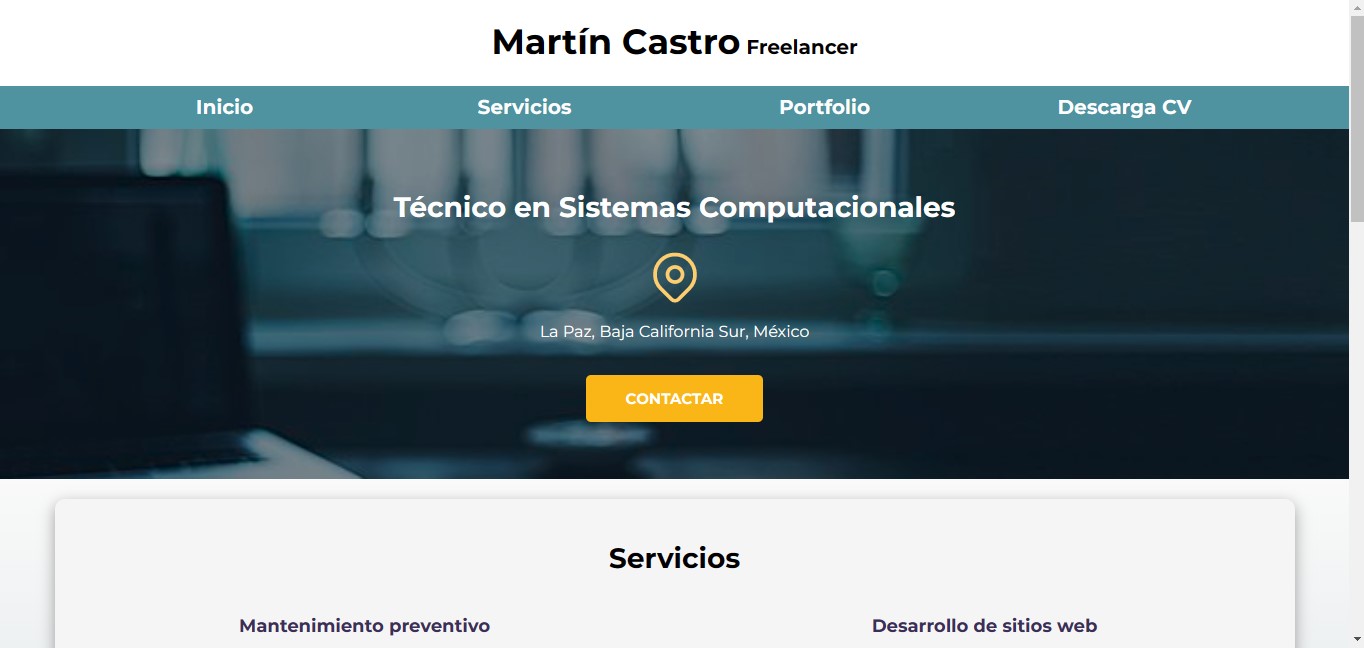 Martín Castro Freelancer
Inicio Servicios Portfolio Descarga CV
Técnico en Sistemas Computacionales
La Paz, Baja California Sur, México
CONTACTAR
Servicios
Mantenimiento preventivo Desarrollo de sitios web